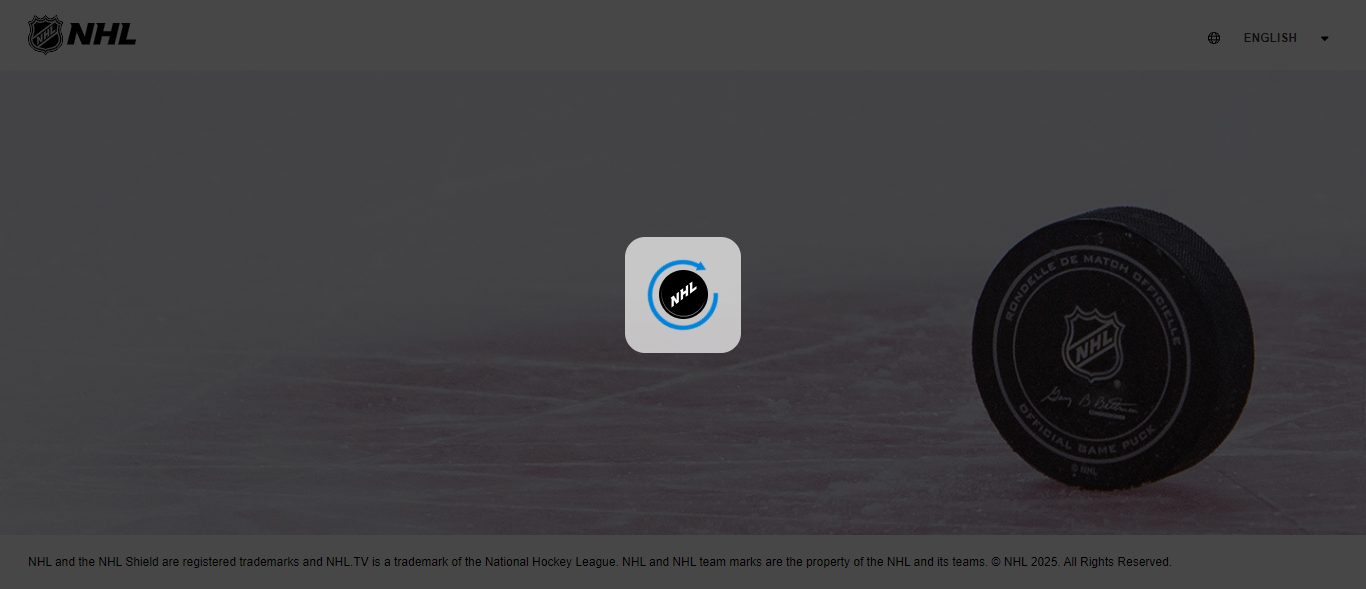 NHL NHL
ENGLISH
NHL
RONDELLE DE MATCH OFFICIELLE
NHL
OFFICIAL GAME PUCK
© NHL
NHL and the NHL Shield are registered trademarks and NHL.TV is a trademark of the National Hockey League. NHL and NHL team marks are the property of the NHL and its teams. © NHL 2025. All Rights Reserved.